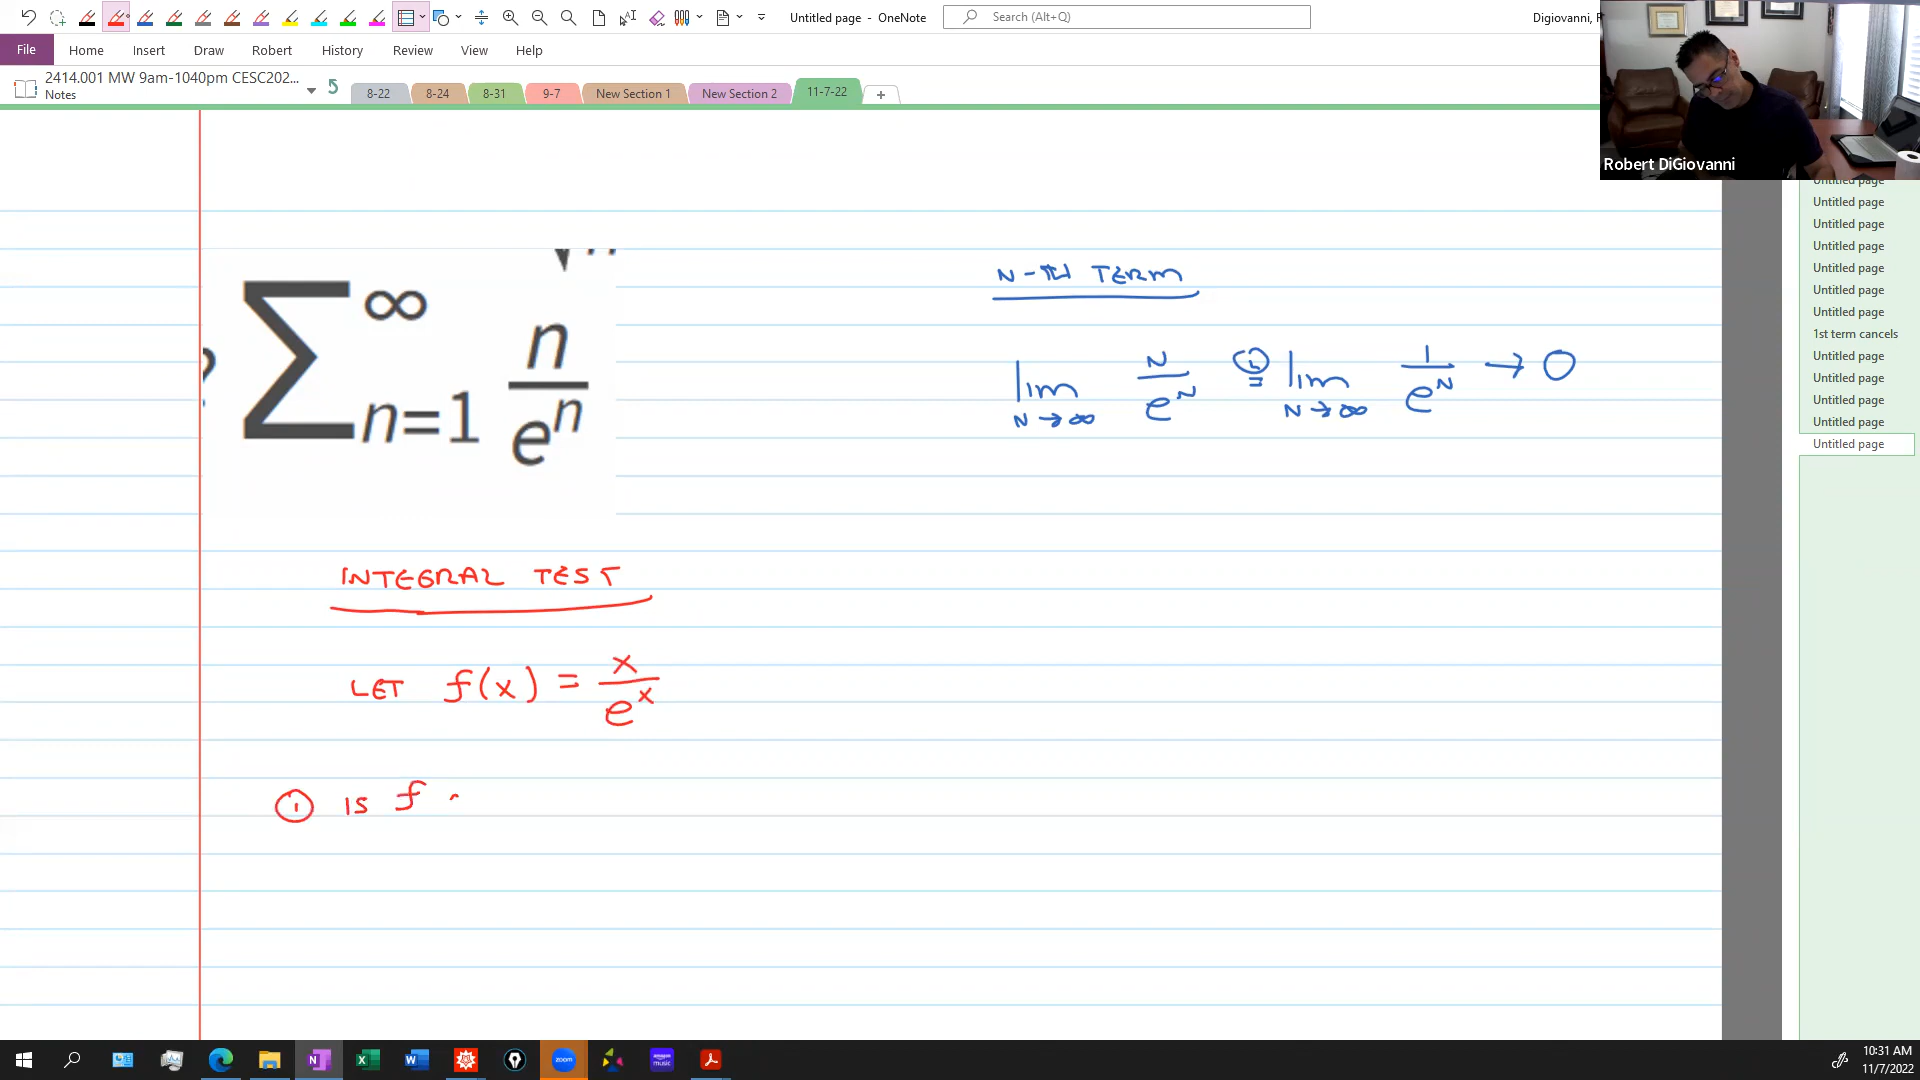 Untitled page - OneNote
Search (Alt+Q)
Digiovanni,
File Home Insert Draw Robert History Review View Help
2414.001 MW 9am-1040pm CESC202...
Notes
8-22 8-24 8-31 9-7 New Section 1 New Section 2 11-7-22
Robert DiGiovanni
Untitled page
Untitled page
Untitled page
Untitled page
Untitled page
Untitled page
Untitled page
1st term cancels
Untitled page
Untitled page
Untitled page
Untitled page
Untitled page
∑ ∞ n=1 n/e^n
N-TH TERM
lim N→∞ N/e^N (L)= lim N→∞ 1/e^N → 0
INTEGRAL TEST
LET f(x) = x/e^x
① IS f
zoom
amazon music
10:31 AM
11/7/2022